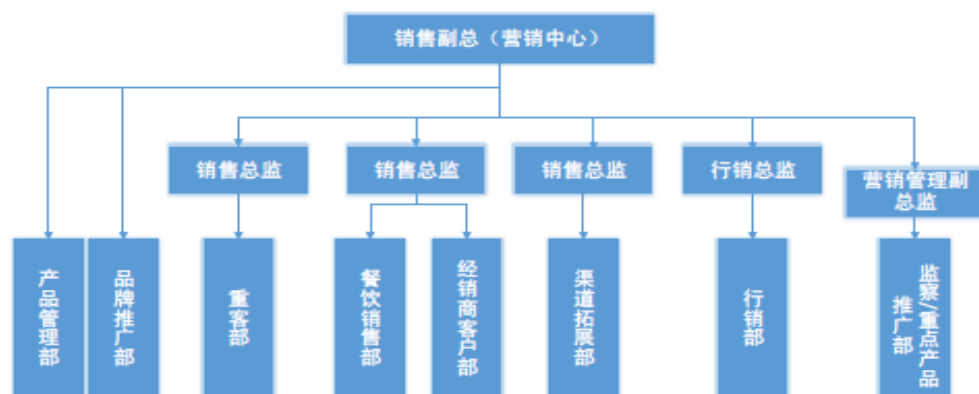 销售副总（营销中心）
销售总监
销售总监
销售总监
行销总监
营销管理副
总监
产品管理部
品牌推广部
重客部
餐饮销售部
经销商客户部
渠道拓展部
行销部
监察/重点产品
推广部